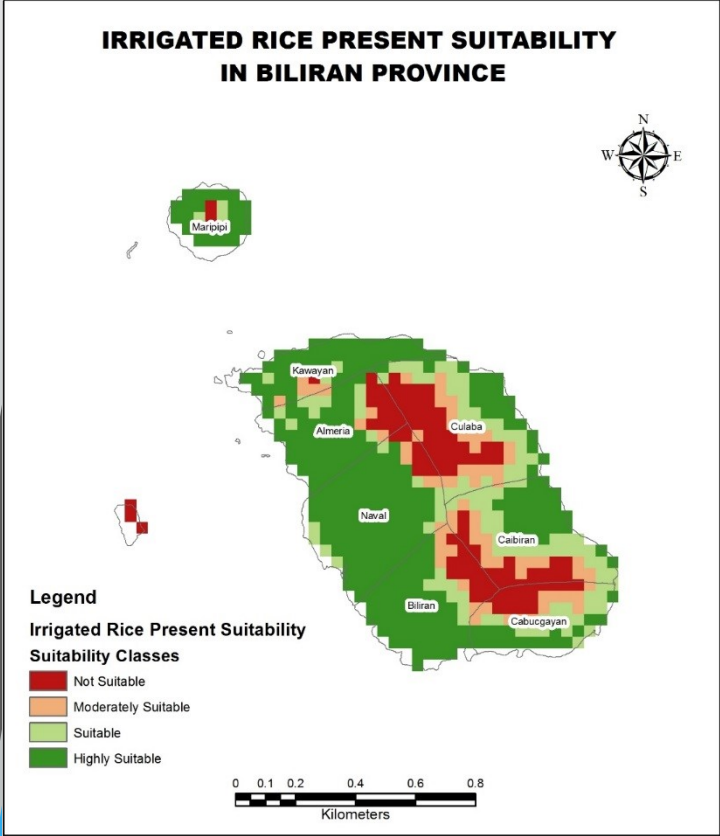 IRRIGATED RICE PRESENT SUITABILITY
IN BILIRAN PROVINCE
N
W E
S
Maripipi
Kawayan
Culaba
Almeria
Naval
Caibiran
Biliran
Cabucgayan
Legend
Irrigated Rice Present Suitability
Suitability Classes
Not Suitable
Moderately Suitable
Suitable
Highly Suitable
0 0.1 0.2 0.4 0.6 0.8
Kilometers